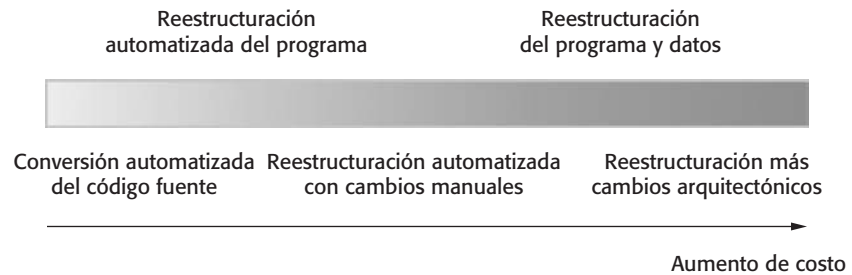 Reestructuración
automatizada del programa
Reestructuración
del programa y datos
Conversión automatizada
del código fuente
Reestructuración automatizada
con cambios manuales
Reestructuración más
cambios arquitectónicos
Aumento de costo